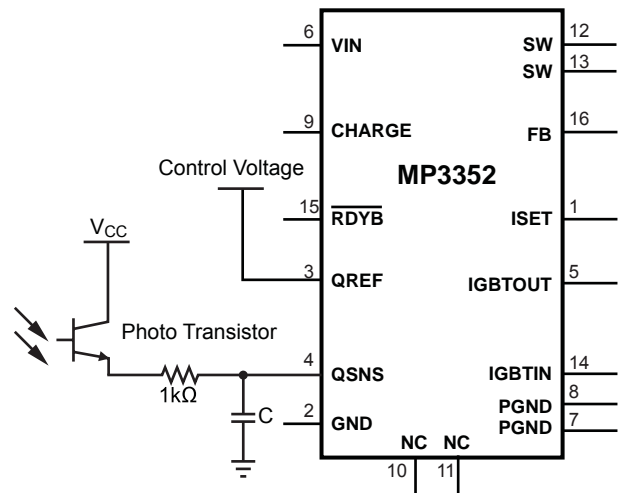 6
VIN
9
CHARGE
Control Voltage
15
RDYB
VCC
3
QREF
Photo Transistor
4
QSNS
1kΩ
C
2
GND
MP3352
12
SW
13
SW
16
FB
1
ISET
5
IGBTOUT
14
IGBTIN
8
PGND
7
PGND
NC
NC
10
11